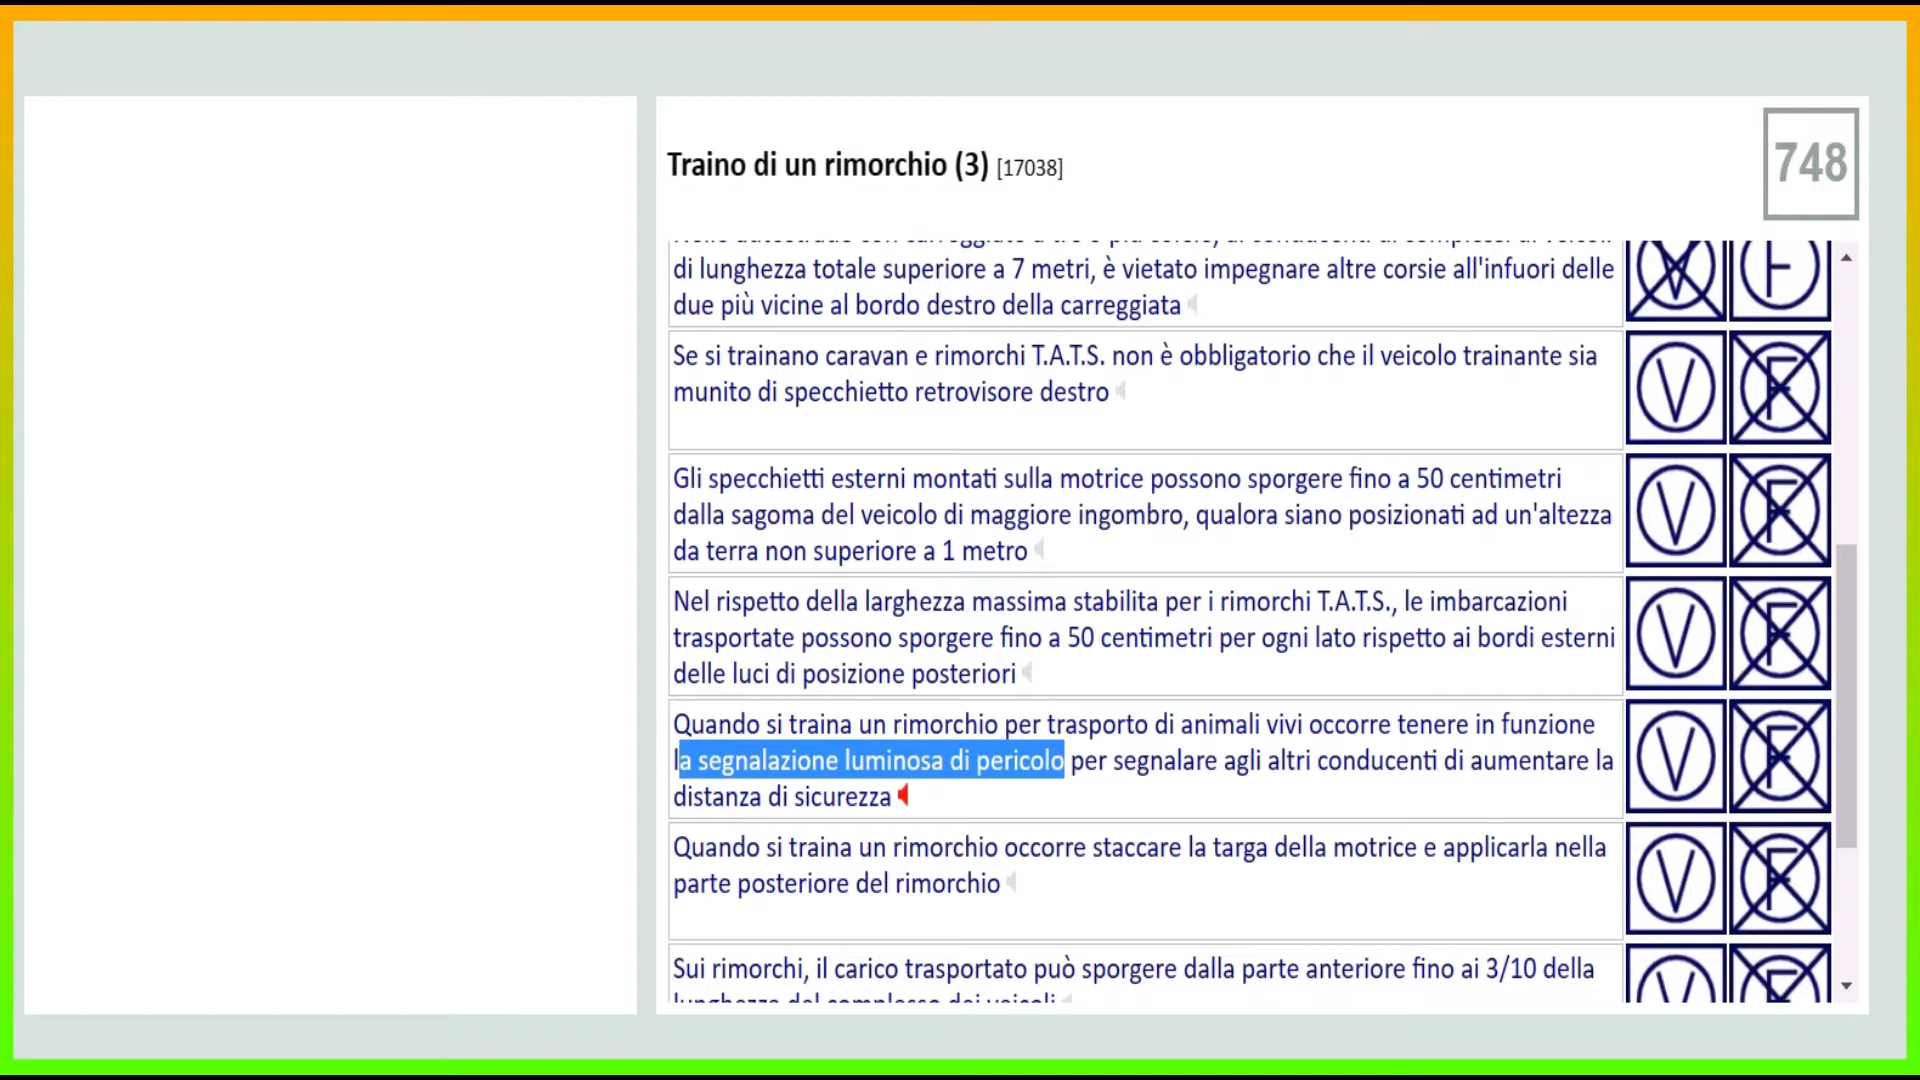 Traino di un rimorchio (3) [17038]
748
di lunghezza totale superiore a 7 metri, è vietato impegnare altre corsie all'infuori delle
due più vicine al bordo destro della carreggiata
V F
Se si trainano caravan e rimorchi T.A.T.S. non è obbligatorio che il veicolo trainante sia
munito di specchietto retrovisore destro
V F
Gli specchietti esterni montati sulla motrice possono sporgere fino a 50 centimetri
dalla sagoma del veicolo di maggiore ingombro, qualora siano posizionati ad un'altezza
da terra non superiore a 1 metro
V F
Nel rispetto della larghezza massima stabilita per i rimorchi T.A.T.S., le imbarcazioni
trasportate possono sporgere fino a 50 centimetri per ogni lato rispetto ai bordi esterni
delle luci di posizione posteriori
V F
Quando si traina un rimorchio per trasporto di animali vivi occorre tenere in funzione
la segnalazione luminosa di pericolo per segnalare agli altri conducenti di aumentare la
distanza di sicurezza
V F
Quando si traina un rimorchio occorre staccare la targa della motrice e applicarla nella
parte posteriore del rimorchio
V F
Sui rimorchi, il carico trasportato può sporgere dalla parte anteriore fino ai 3/10 della
lunghezza del complesso dei veicoli
V F